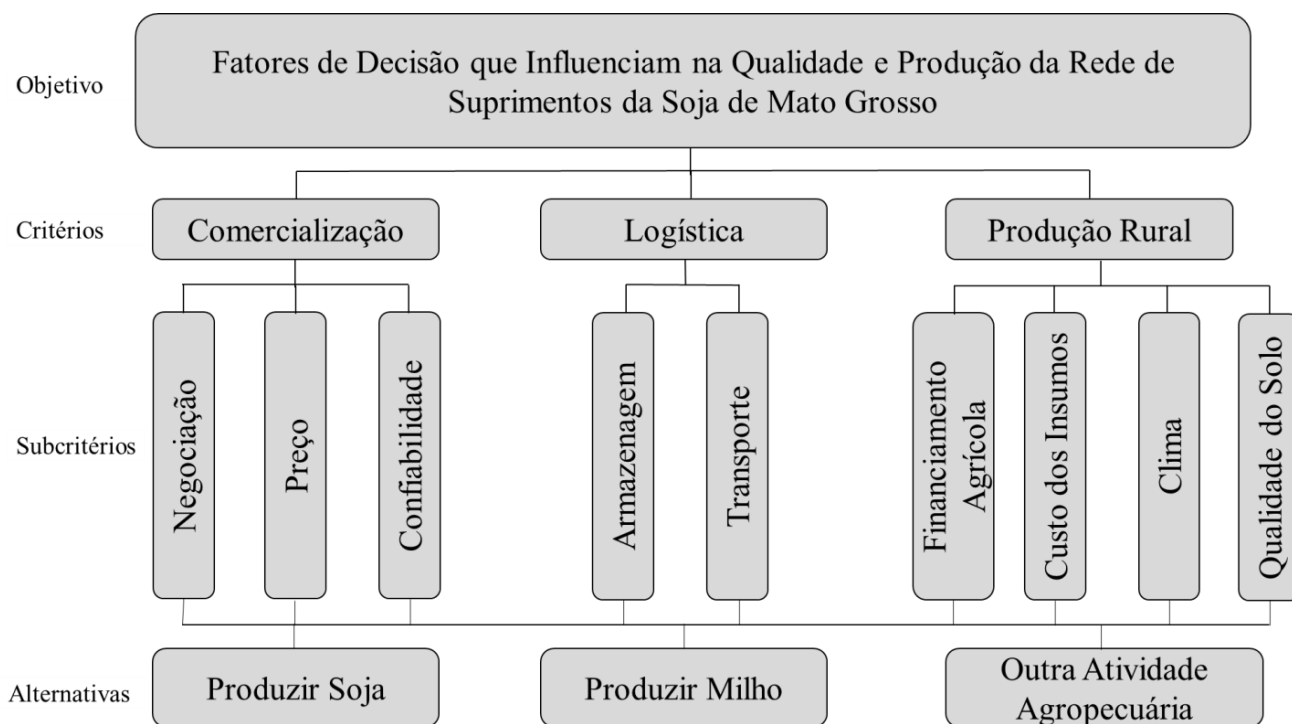 Objetivo
Fatores de Decisão que Influenciam na Qualidade e Produção da Rede de
Suprimentos da Soja de Mato Grosso
Critérios
Comercialização
Logística
Produção Rural
Subcritérios
Negociação
Preço
Confiabilidade
Armazenagem
Transporte
Financiamento
Agrícola
Custo dos Insumos
Clima
Qualidade do Solo
Alternativas
Produzir Soja
Produzir Milho
Outra Atividade
Agropecuária